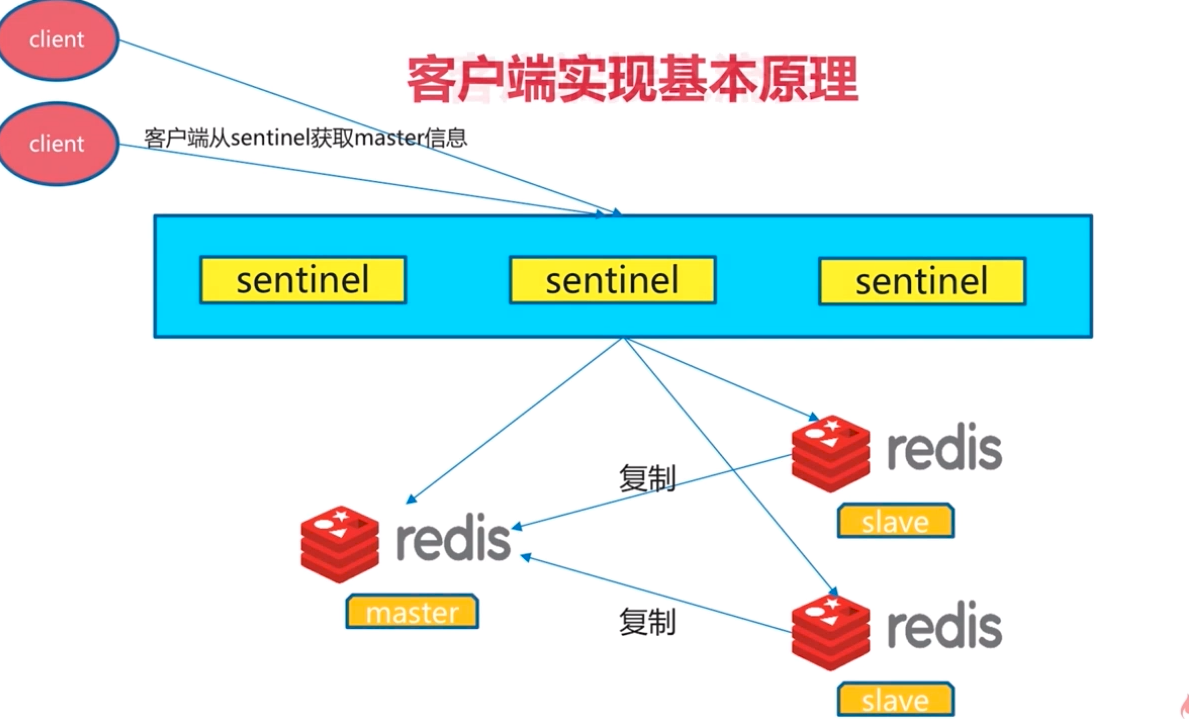 client
客户端实现基本原理
client
客户端从sentinel获取master信息
sentinel
sentinel
sentinel
redis
复制
slave
redis
master
复制
redis
slave